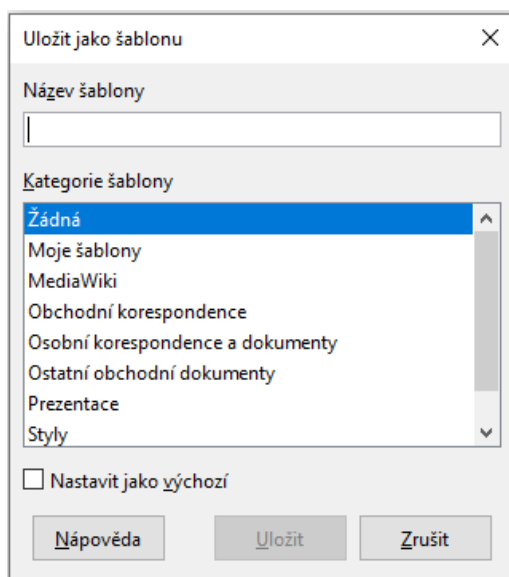 Uložit jako šablonu
Název šablony
Kategorie šablony
Žádná
Moje šablony
MediaWiki
Obchodní korespondence
Osobní korespondence a dokumenty
Ostatní obchodní dokumenty
Prezentace
Styly
Nastavit jako výchozí
Nápověda Uložit Zrušit